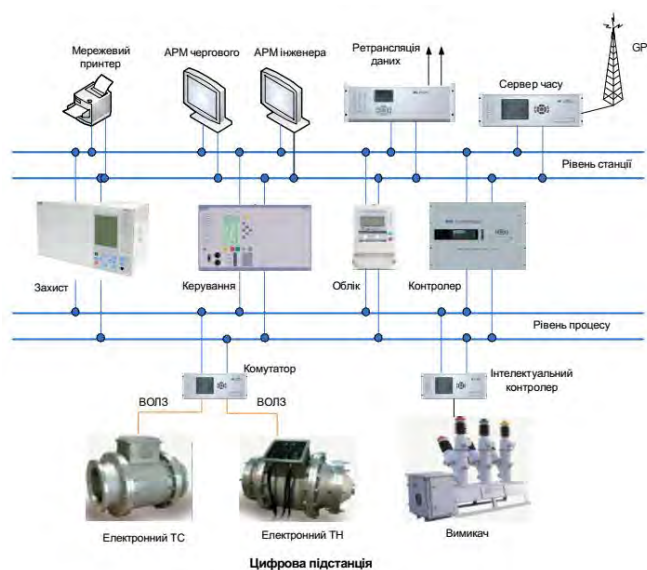 Мережевий
принтер
АРМ чергового
АРМ інженера
Ретрансляція
даних
Сервер часу
GP
Рівень станції
Захист
Керування
Облік
Контролер
Рівень процесу
Комутатор
Інтелектуальний
контролер
ВОЛЗ
ВОЛЗ
Електронний ТС
Електронний ТН
Вимикач
Цифрова підстанція